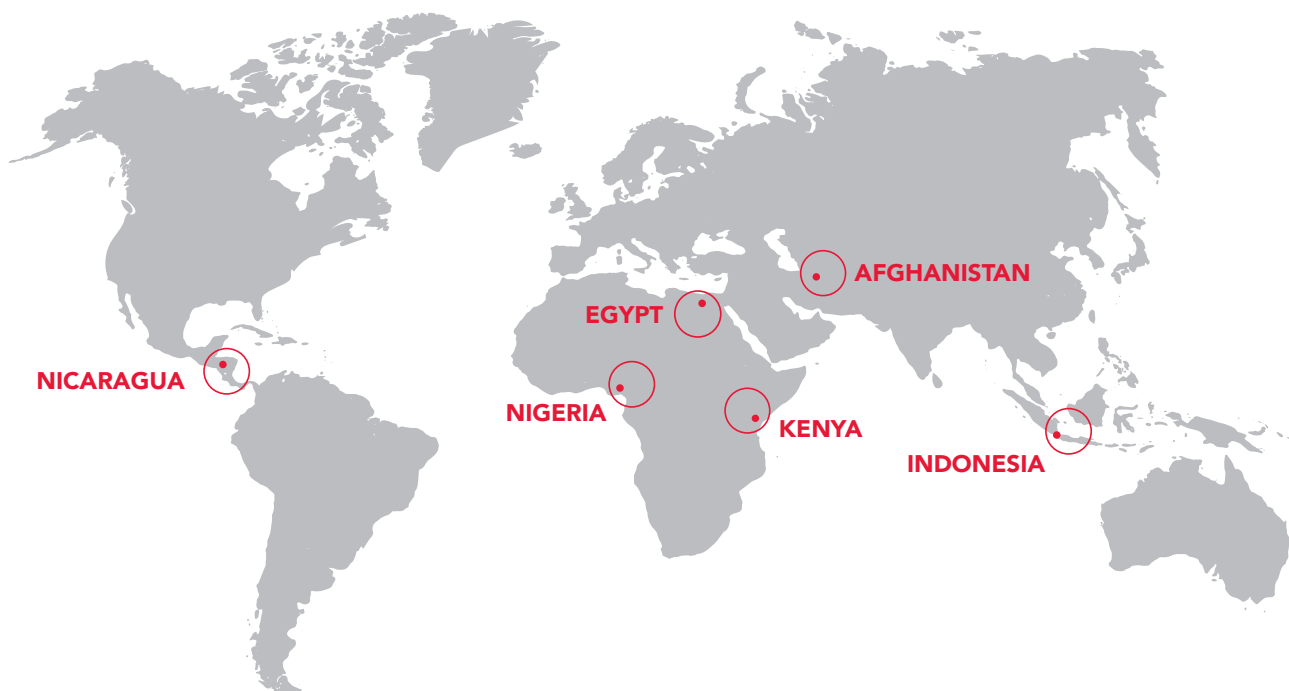 AFGHANISTAN
EGYPT
NICARAGUA
NIGERIA
KENYA
INDONESIA